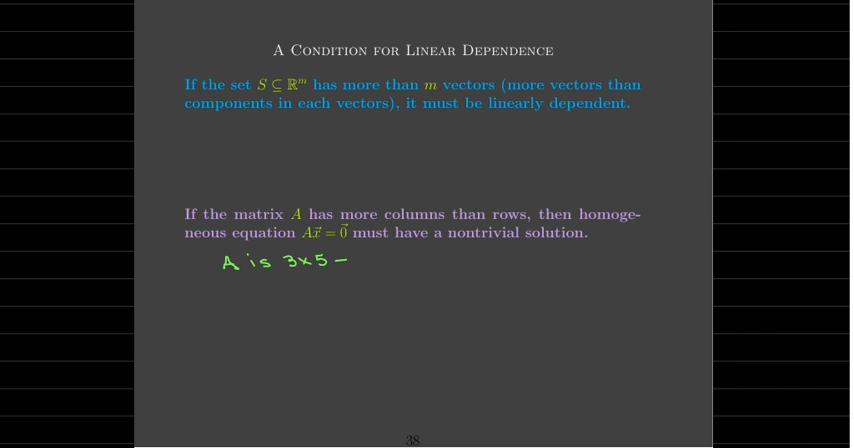 A Condition for Linear Dependence
If the set S ⊆ ℝᵐ has more than m vectors (more vectors than
components in each vectors), it must be linearly dependent.
If the matrix A has more columns than rows, then homoge-
neous equation Ax⃗ = 0⃗ must have a nontrivial solution.
A is 3×5 –
38